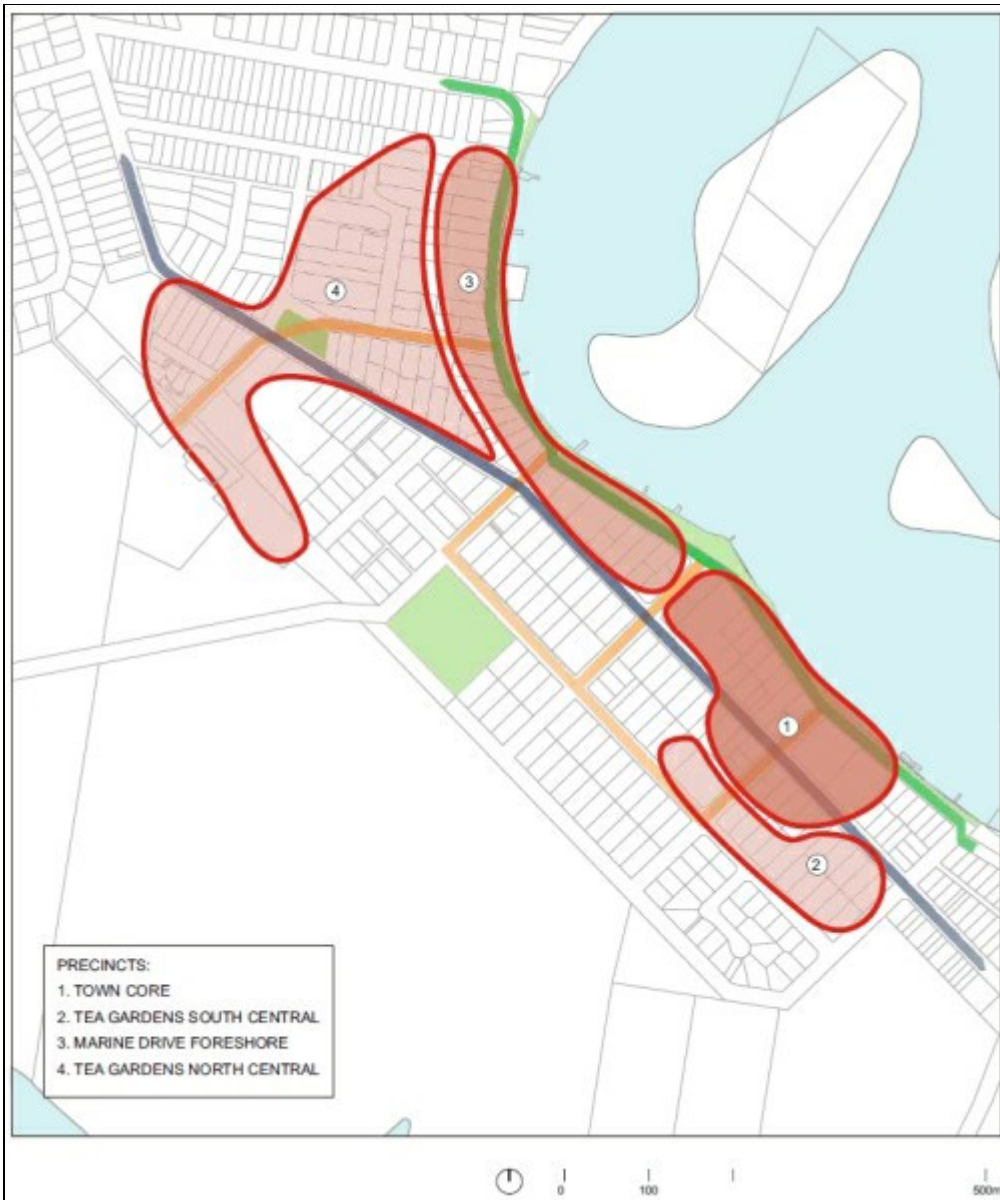 4
3
1
2
PRECINCTS:
1. TOWN CORE
2. TEA GARDENS SOUTH CENTRAL
3. MARINE DRIVE FORESHORE
4. TEA GARDENS NORTH CENTRAL
0 100 500m